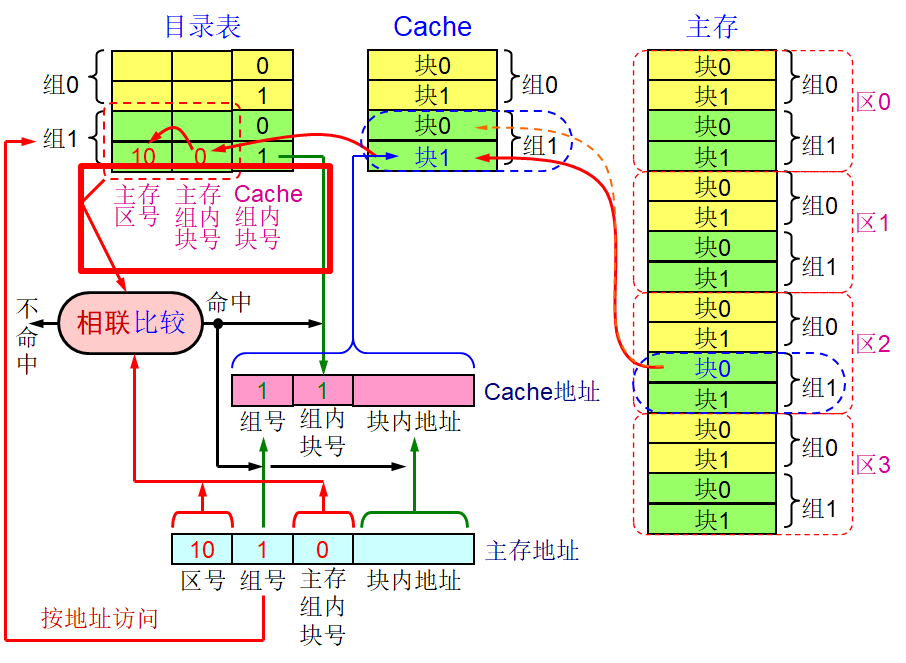 目录表
Cache
主存
组0
组1
0
1
0
10
0
1
主存
区号
主存
组内
块号
Cache
组内
块号
块0
块1
块0
块1
组0
组1
块0
块1
块0
块1
组0
组1
区0
块0
块1
块0
块1
组0
组1
区1
块0
块1
块0
块1
组0
组1
区2
块0
块1
块0
块1
组0
组1
区3
不
命
中
相联比较
命中
1
1
Cache地址
组号
组内
块号
块内地址
10
1
0
主存地址
区号
组号
主存
组内
块号
块内地址
按地址访问